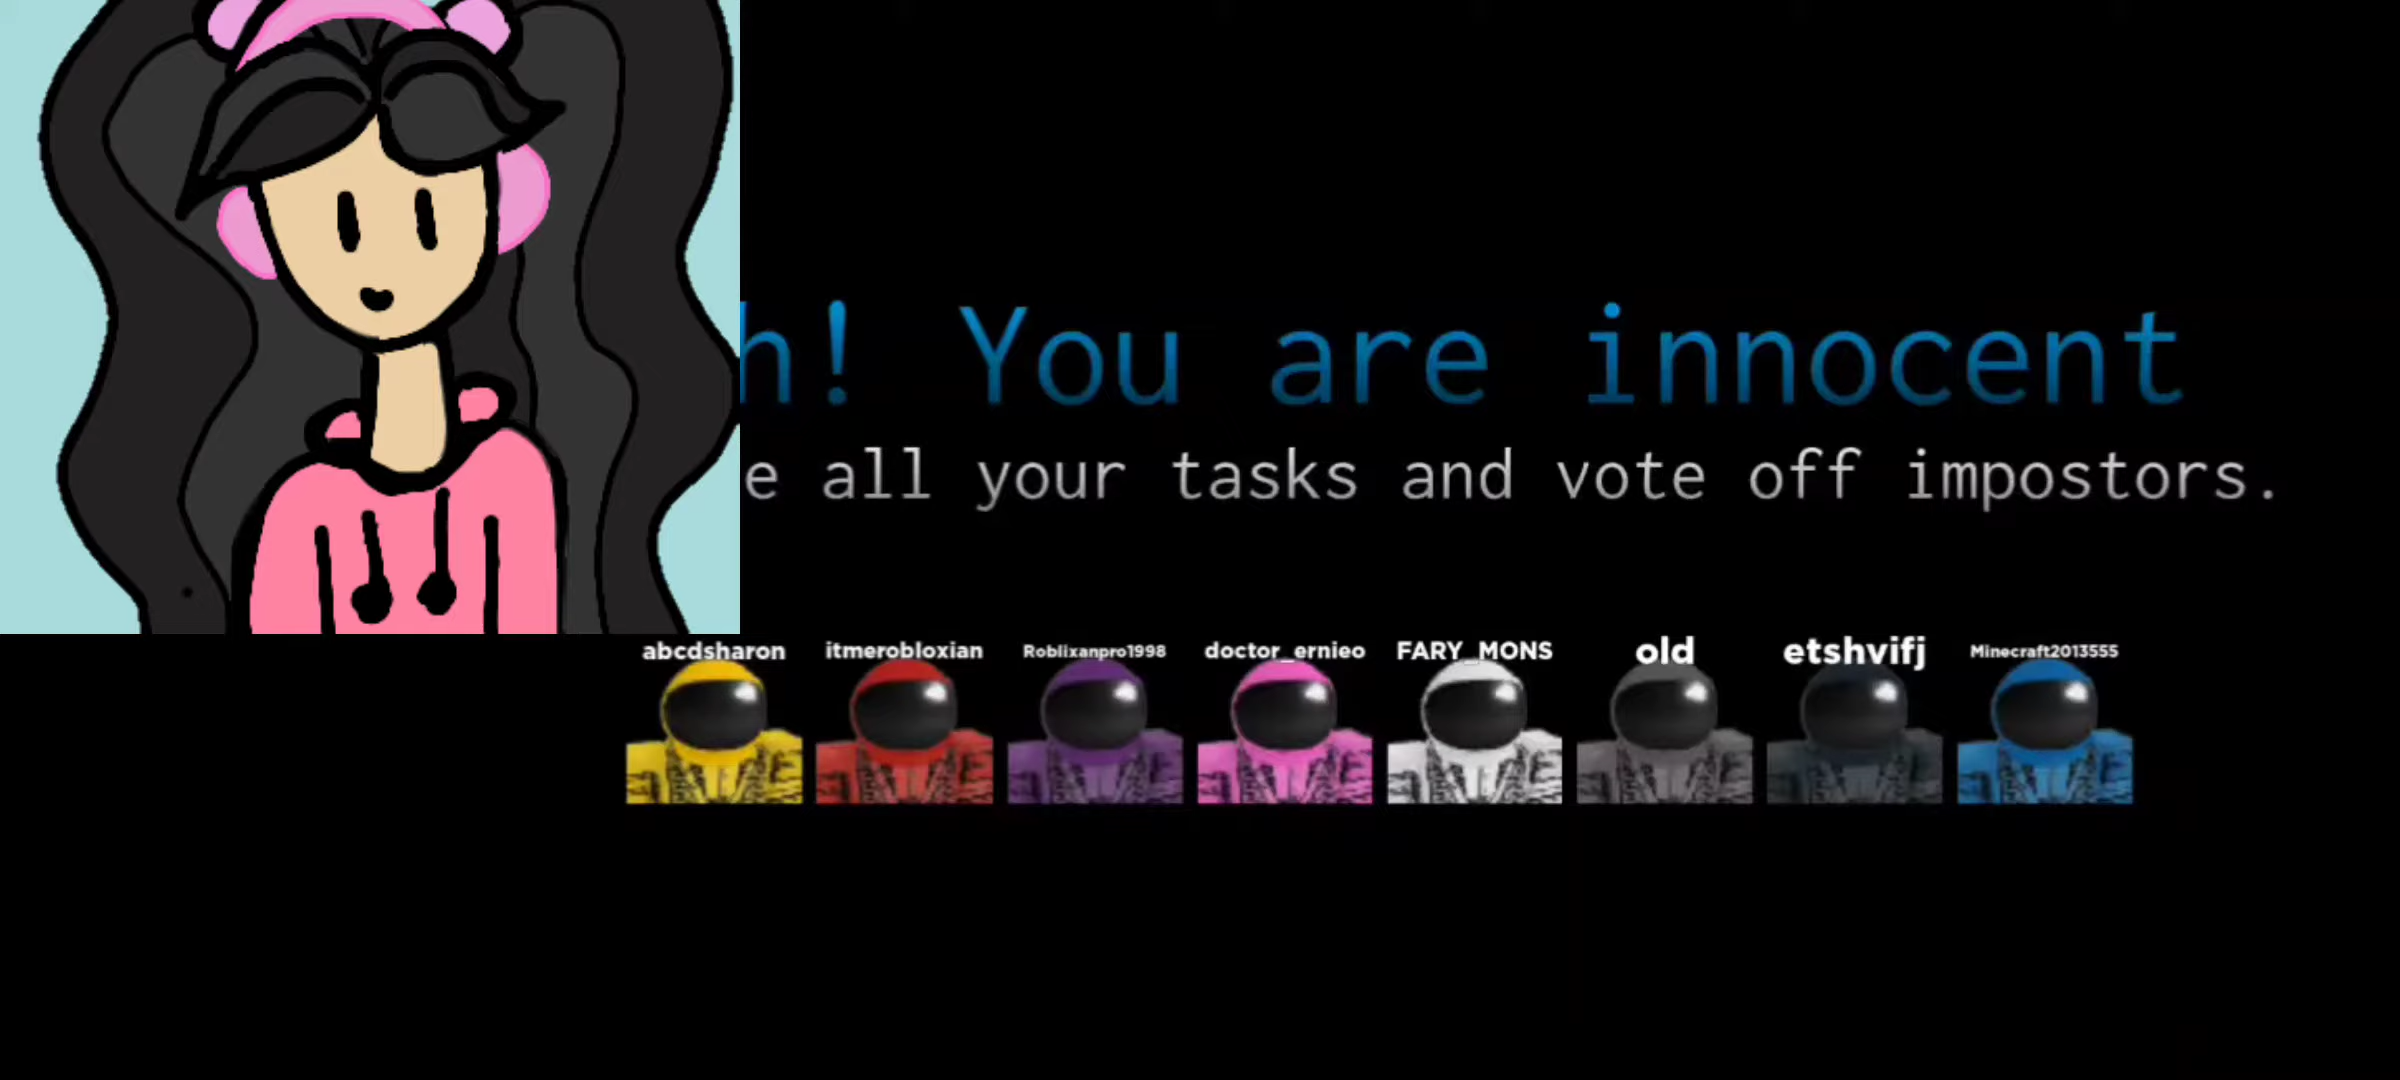 h! You are innocent
e all your tasks and vote off impostors.
abcdsharon itmerobloxian Roblixanpro1998 doctor_ernieo FARY_MONS old etshvifj Minecraft2013555